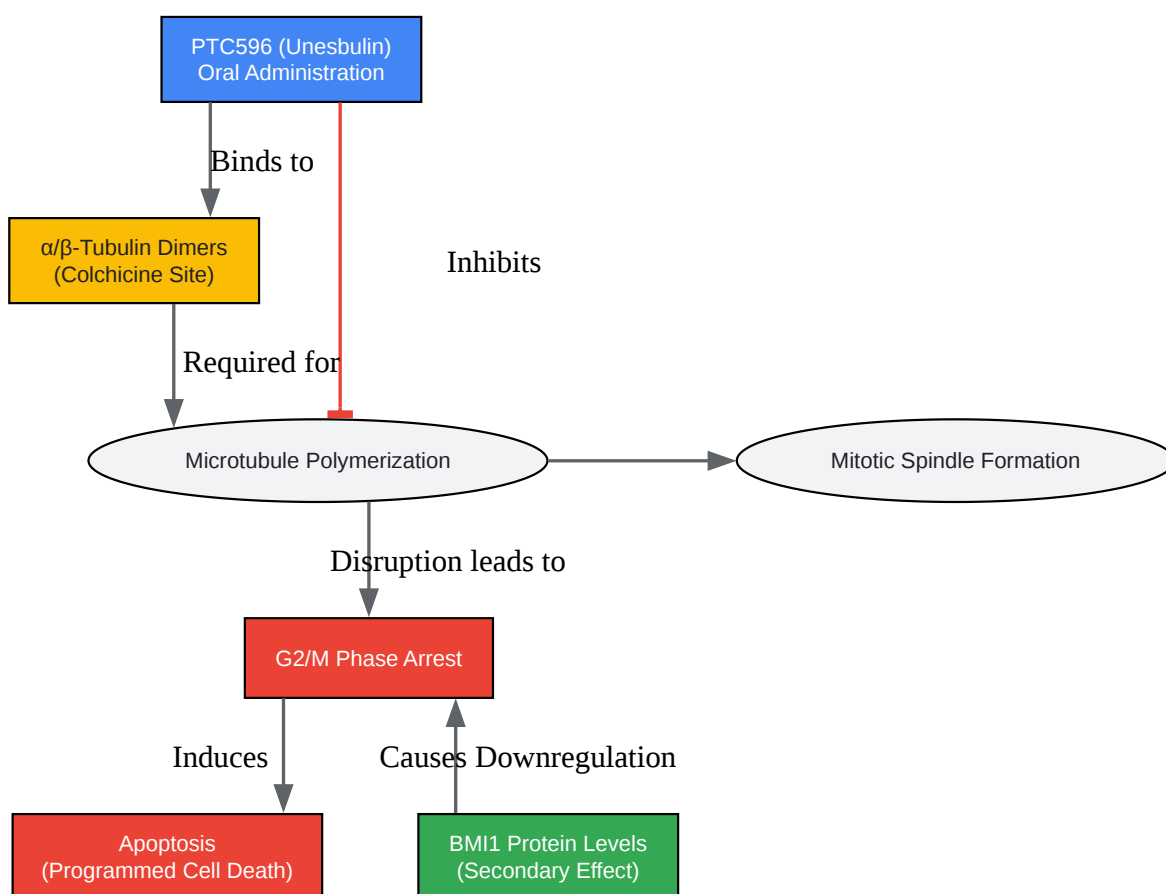 PTC596 (Unesbulin)
Oral Administration
Binds to
α/β-Tubulin Dimers
(Colchicine Site)
Inhibits
Required for
Microtubule Polymerization
Mitotic Spindle Formation
Disruption leads to
G2/M Phase Arrest
Induces
Causes Downregulation
Apoptosis
(Programmed Cell Death)
BMI1 Protein Levels
(Secondary Effect)